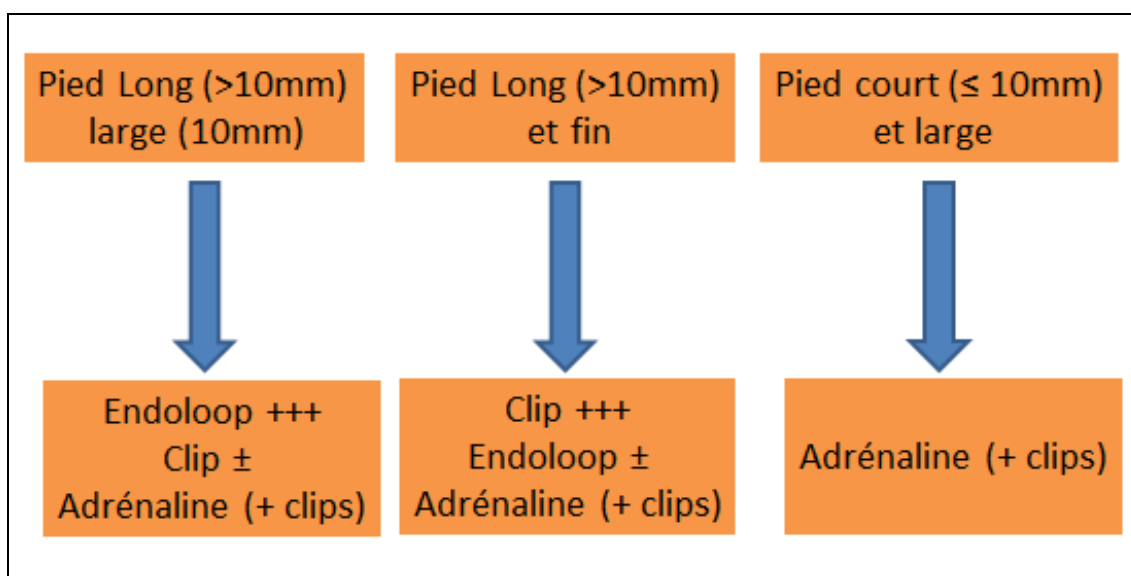 Pied Long (>10mm)
large (10mm)
Pied Long (>10mm)
et fin
Pied court (≤ 10mm)
et large
Endoloop +++
Clip ±
Adrénaline (+ clips)
Clip +++
Endoloop ±
Adrénaline (+ clips)
Adrénaline (+ clips)